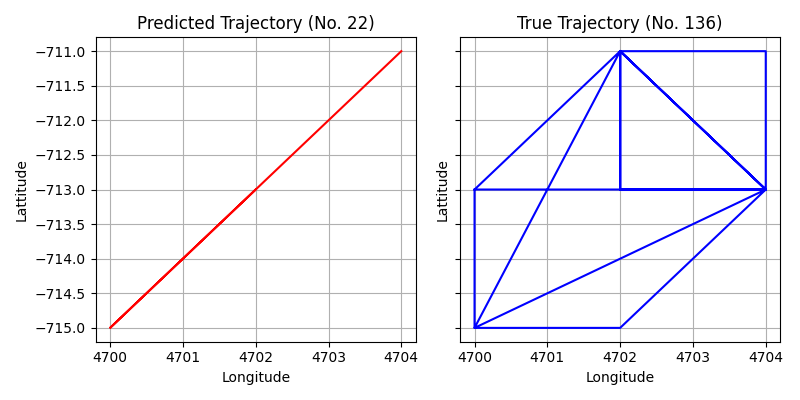 Predicted Trajectory (No. 22)
Lattitude
−711.0
−711.5
−712.0
−712.5
−713.0
−713.5
−714.0
−714.5
−715.0
4700 4701 4702 4703 4704
Longitude
True Trajectory (No. 136)
Lattitude
4700 4701 4702 4703 4704
Longitude